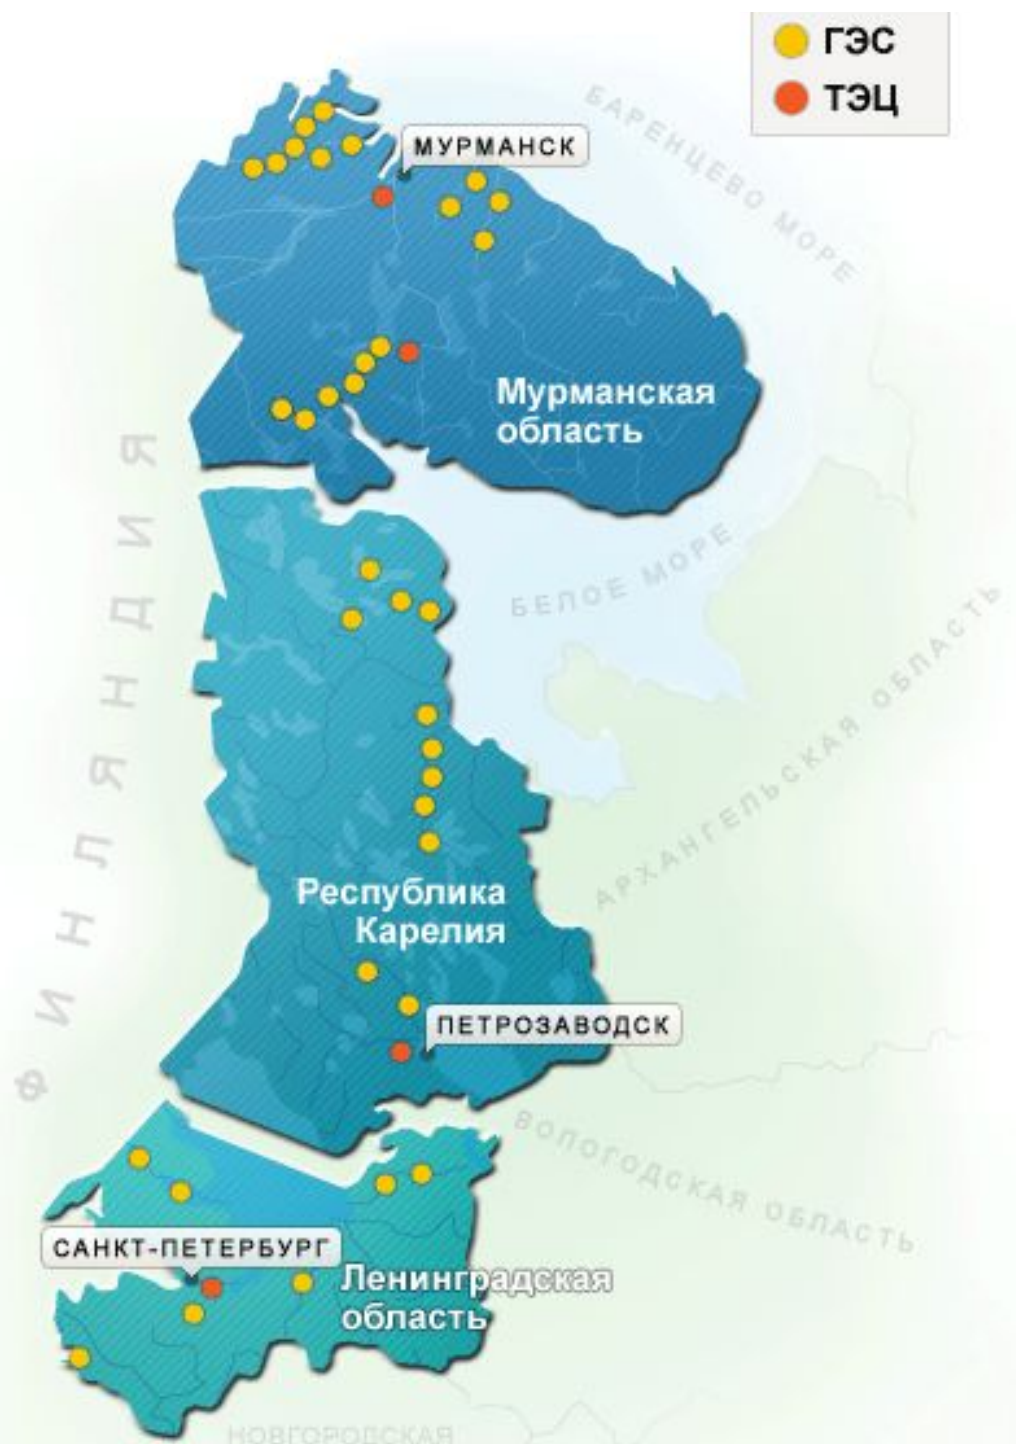 ГЭС
ТЭЦ
БАРЕНЦЕВО МОРЕ
МУРМАНСК
Мурманская
область
ФИНЛЯНДИЯ
БЕЛОЕ МОРЕ
АРХАНГЕЛЬСКАЯ ОБЛАСТЬ
Республика
Карелия
ПЕТРОЗАВОДСК
ВОЛОГОДСКАЯ ОБЛАСТЬ
САНКТ-ПЕТЕРБУРГ
Ленинградская
область
НОВГОРОДСКАЯ